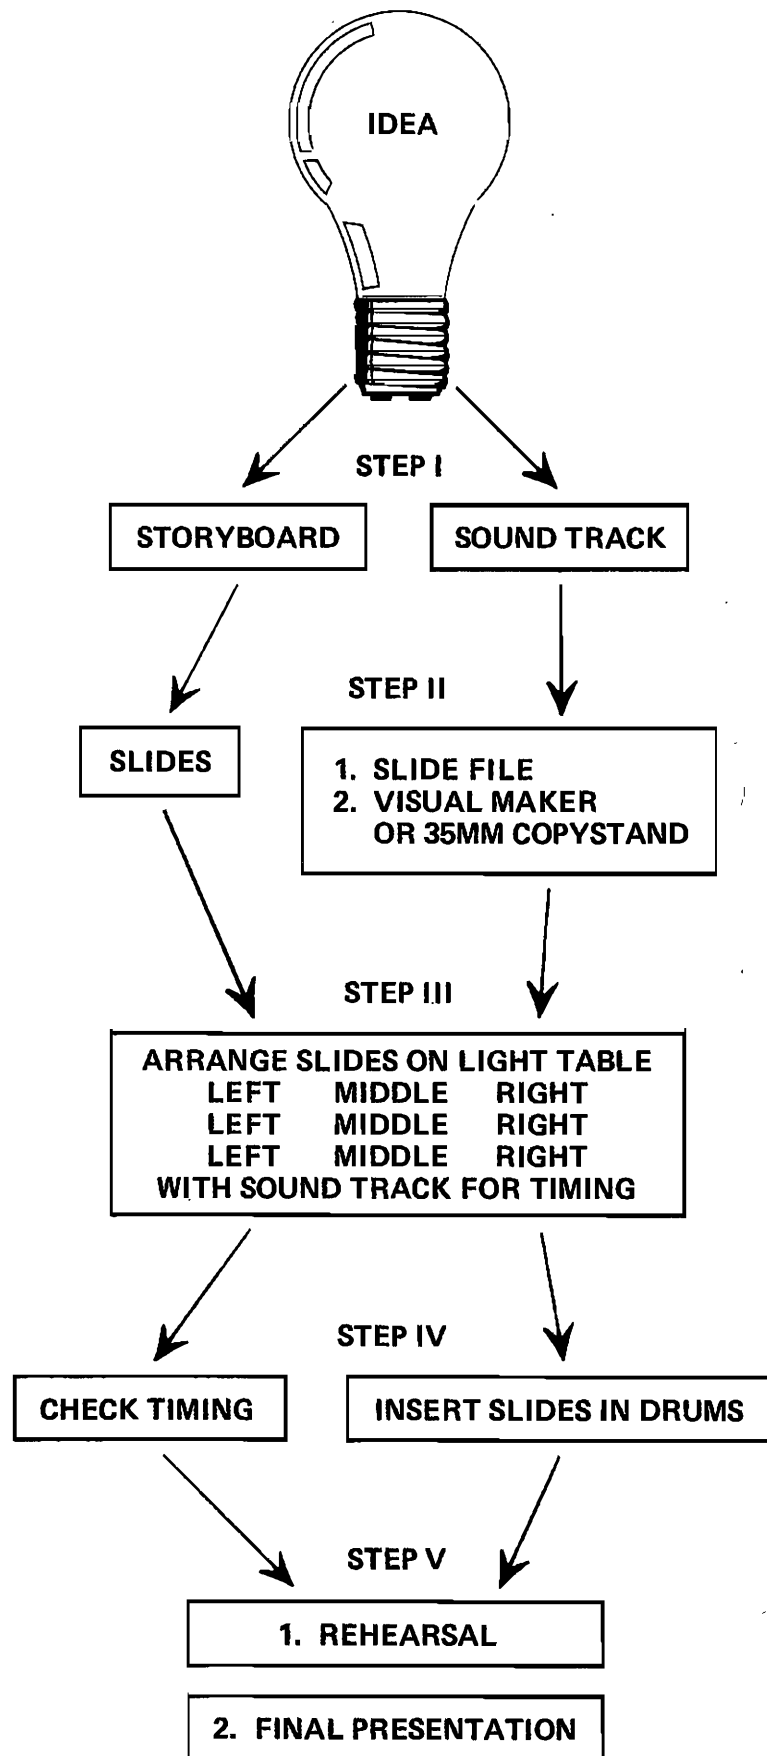 IDEA
STEP I
STORYBOARD
SOUND TRACK
STEP II
SLIDES
1. SLIDE FILE
2. VISUAL MAKER
OR 35MM COPYSTAND
STEP III
ARRANGE SLIDES ON LIGHT TABLE
LEFT MIDDLE RIGHT
LEFT MIDDLE RIGHT
LEFT MIDDLE RIGHT
WITH SOUND TRACK FOR TIMING
STEP IV
CHECK TIMING
INSERT SLIDES IN DRUMS
STEP V
1. REHEARSAL
2. FINAL PRESENTATION